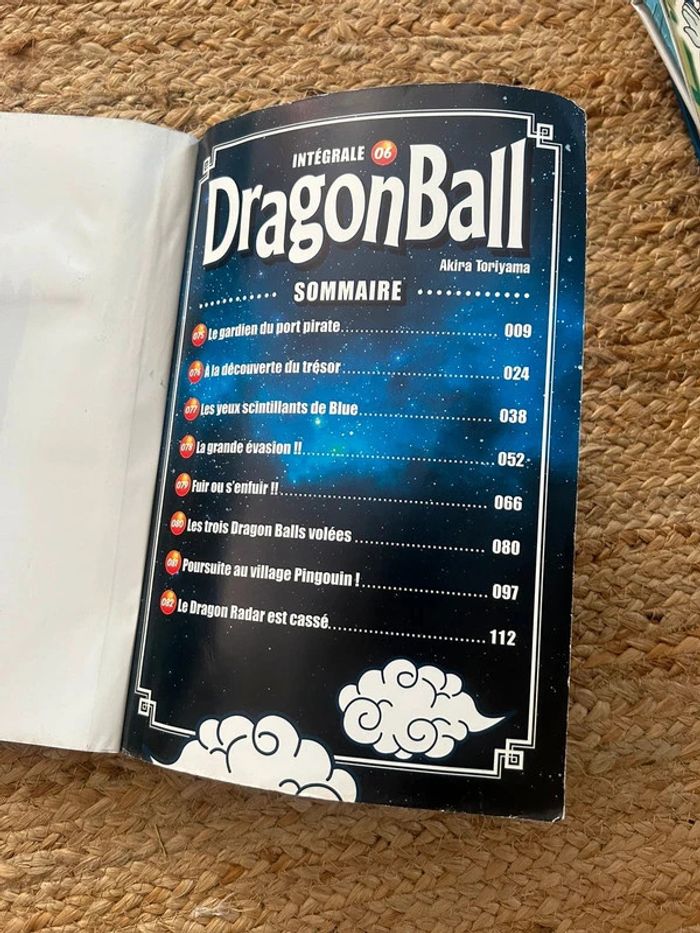 INTÉGRALE 06
DragonBall
Akira Toriyama
SOMMAIRE
075 Le gardien du port pirate 009
076 À la découverte du trésor 024
077 Les yeux scintillants de Blue 038
078 La grande évasion !! 052
079 Fuir ou s'enfuir !! 066
080 Les trois Dragon Balls volées 080
081 Poursuite au village Pingouin ! 097
082 Le Dragon Radar est cassé 112